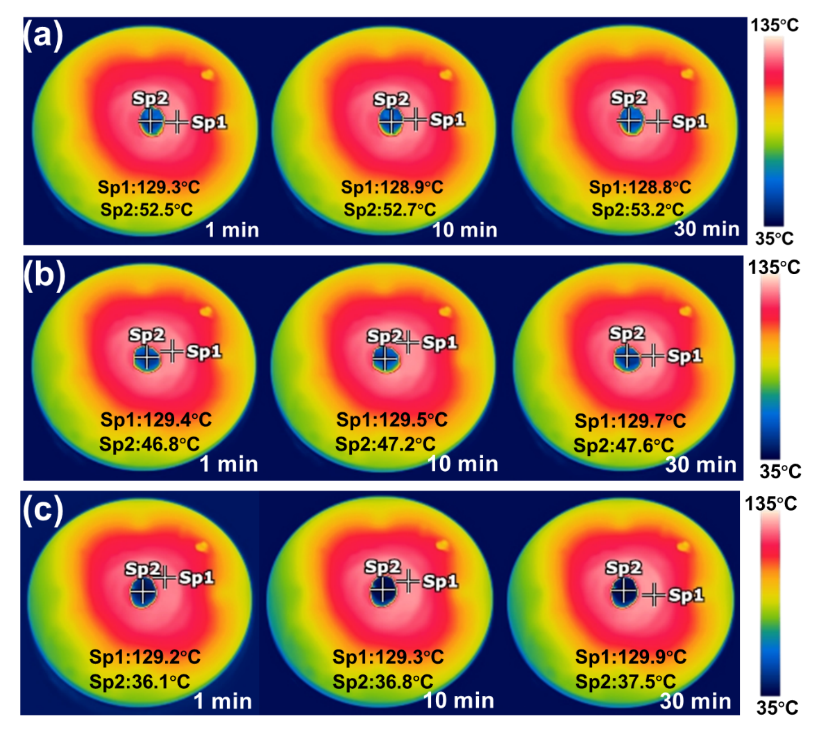 (a)
135°C
Sp2 Sp1
Sp1:129.3°C
Sp2:52.5°C
1 min
Sp2 Sp1
Sp1:128.9°C
Sp2:52.7°C
10 min
Sp2 Sp1
Sp1:128.8°C
Sp2:53.2°C
30 min
35°C
(b)
135°C
Sp2 Sp1
Sp1:129.4°C
Sp2:46.8°C
1 min
Sp2 Sp1
Sp1:129.5°C
Sp2:47.2°C
10 min
Sp2 Sp1
Sp1:129.7°C
Sp2:47.6°C
30 min
35°C
(c)
135°C
Sp2 Sp1
Sp1:129.2°C
Sp2:36.1°C
1 min
Sp2 Sp1
Sp1:129.3°C
Sp2:36.8°C
10 min
Sp2 Sp1
Sp1:129.9°C
Sp2:37.5°C
30 min
35°C